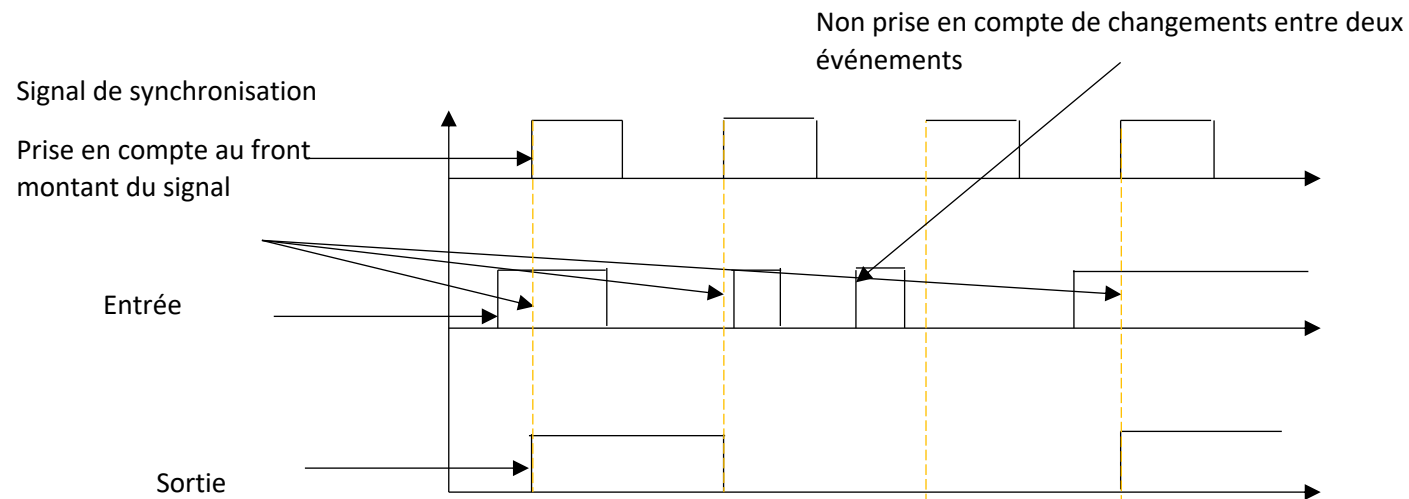 Non prise en compte de changements entre deux
événements
Signal de synchronisation
Prise en compte au front
montant du signal
Entrée
Sortie